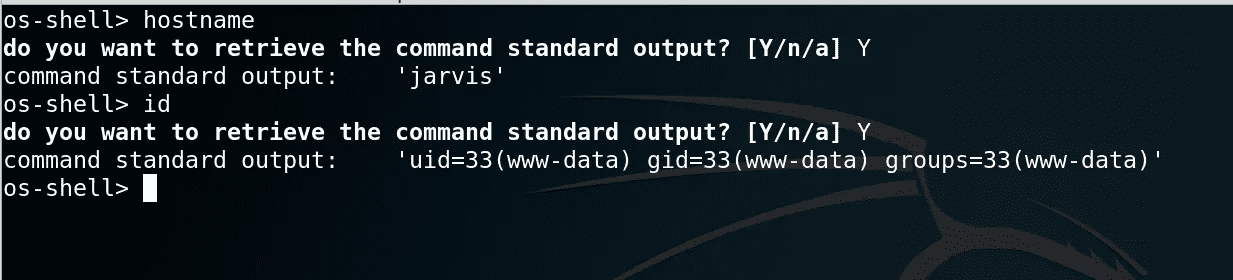 os-shell> hostname
do you want to retrieve the command standard output? [Y/n/a] Y
command standard output:    'jarvis'
os-shell> id
do you want to retrieve the command standard output? [Y/n/a] Y
command standard output:    'uid=33(www-data) gid=33(www-data) groups=33(www-data)'
os-shell>